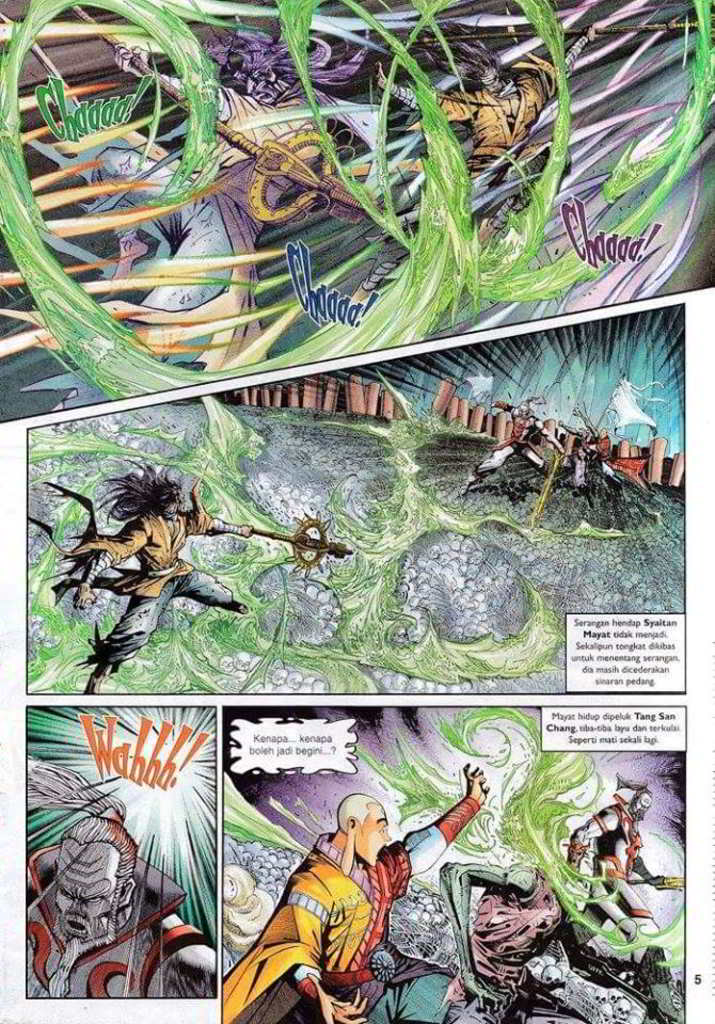 Chaaaa!
Chaaaa!
Chaaaa!
Serangan hendap Syaitan
Mayat tidak menjadi.
Sekalipun tongkat dikibas
untuk menentang serangan,
dia masih dicederakan
sinaran pedang.
Wahhh!
Kenapa... kenapa
boleh jadi begini...?
Mayat hidup dipeluk Tang San
Chang, tiba-tiba layu dan terkulai.
Seperti mati sekali lagi.
5